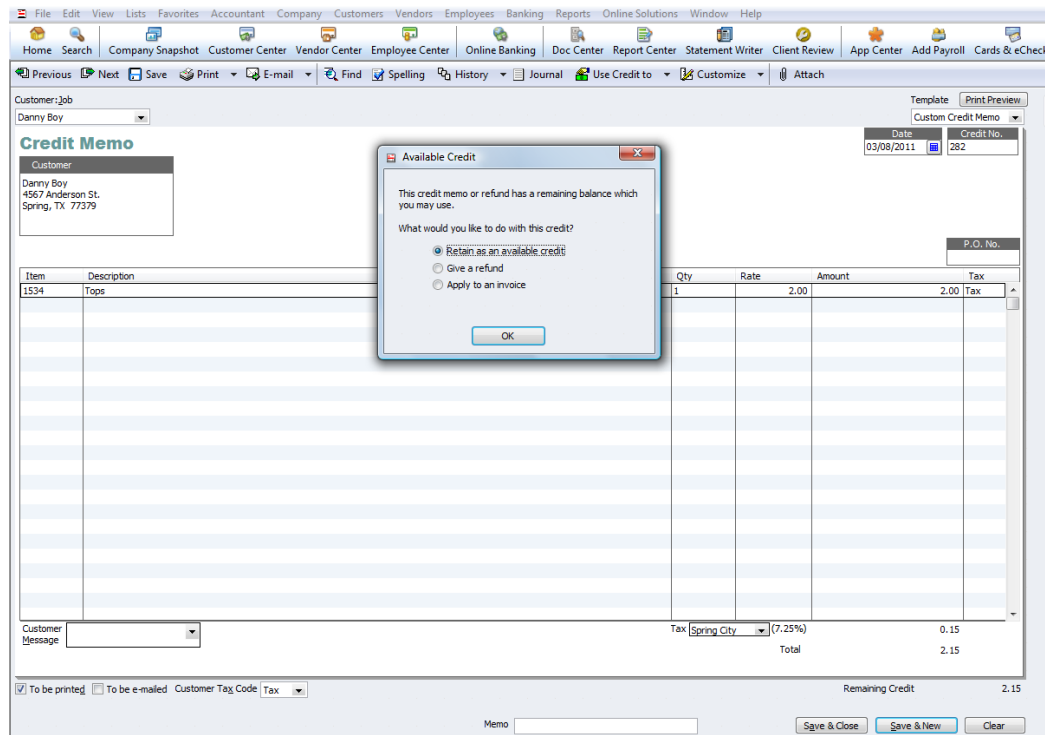 File Edit View Lists Favorites Accountant Company Customers Vendors Employees Banking Reports Online Solutions Window Help
Home Search Company Snapshot Customer Center Vendor Center Employee Center Online Banking Doc Center Report Center Statement Writer Client Review App Center Add Payroll Cards & eCheck
Previous Next Save Print E-mail Find Spelling History Journal Use Credit to Customize Attach
Customer:Job Template Print Preview
Danny Boy Custom Credit Memo
Credit Memo Date Credit No.
03/08/2011 282
Customer
Danny Boy
4567 Anderson St.
Spring, TX 77379
P.O. No.
Available Credit
This credit memo or refund has a remaining balance which
you may use.
What would you like to do with this credit?
Retain as an available credit
Give a refund
Apply to an invoice
OK
Item Description Qty Rate Amount Tax
1534 Tops 1 2.00 2.00 Tax
Customer
Message
Tax Spring City (7.25%) 0.15
Total 2.15
To be printed To be e-mailed Customer Tax Code Tax Remaining Credit 2.15
Memo Save & Close Save & New Clear